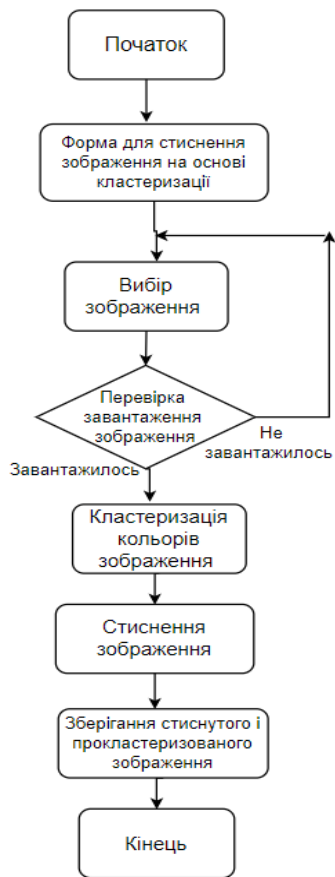 Початок
Форма для стиснення
зображення на основі
кластеризації
Вибір
зображення
Перевірка
завантаження
зображення
Не
завантажилось
Завантажилось
Кластеризація
кольорів
зображення
Стиснення
зображення
Зберігання стиснутого і
прокластеризованого
зображення
Кінець